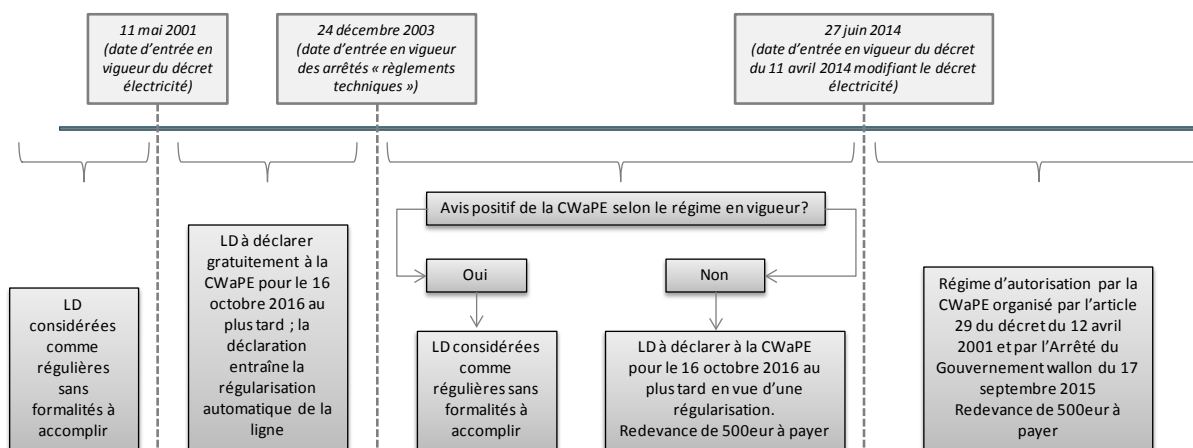 11 mai 2001
(date d’entrée en
vigueur du décret
électricité)
24 décembre 2003
(date d’entrée en vigueur
des arrêtés « règlements
techniques »)
27 juin 2014
(date d’entrée en vigueur du décret
du 11 avril 2014 modifiant le décret
électricité)
LD
considérées
comme
régulières
sans
formalités à
accomplir
LD à déclarer
gratuitement à la
CWaPE pour le 16
octobre 2016 au
plus tard ; la
déclaration
entraîne la
régularisation
automatique de la
ligne
Avis positif de la CWaPE selon le régime en vigueur?
Oui
Non
LD considérées
comme
régulières sans
formalités à
accomplir
LD à déclarer à la CWaPE
pour le 16 octobre 2016 au
plus tard en vue d’une
régularisation.
Redevance de 500eur à payer
Régime d’autorisation par la
CWaPE organisé par l’article
29 du décret du 12 avril
2001 et par l’Arrêté du
Gouvernement wallon du 17
septembre 2015
Redevance de 500eur à
payer